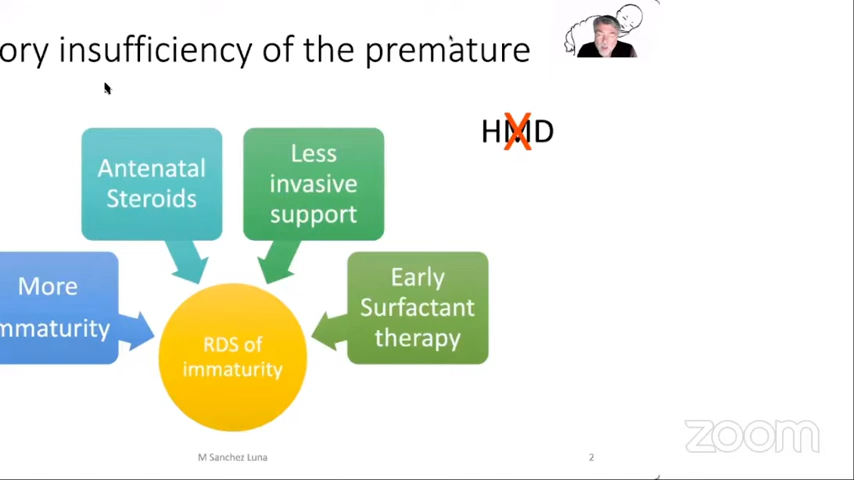 ory insufficiency of the premature
HMD
Antenatal
Steroids
Less
invasive
support
More
mmaturity
Early
Surfactant
therapy
RDS of
immaturity
M Sanchez Luna
2
zoom